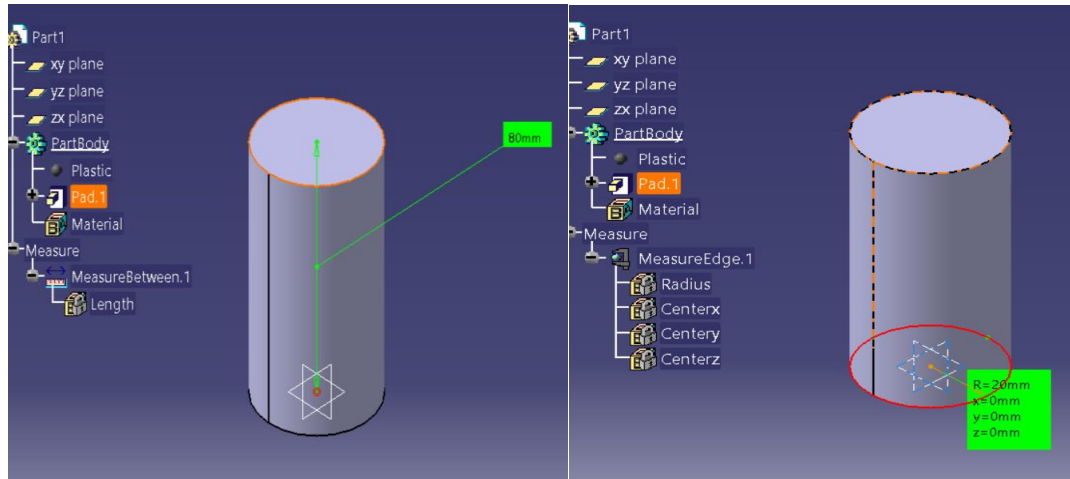 Part1
xy plane
yz plane
zx plane
PartBody
Plastic
Pad.1
Material
Measure
MeasureBetween.1
Length
80mm
Part1
xy plane
yz plane
zx plane
PartBody
Plastic
Pad.1
Material
Measure
MeasureEdge.1
Radius
Centerx
Centery
Centerz
R=20mm
x=0mm
y=0mm
z=0mm